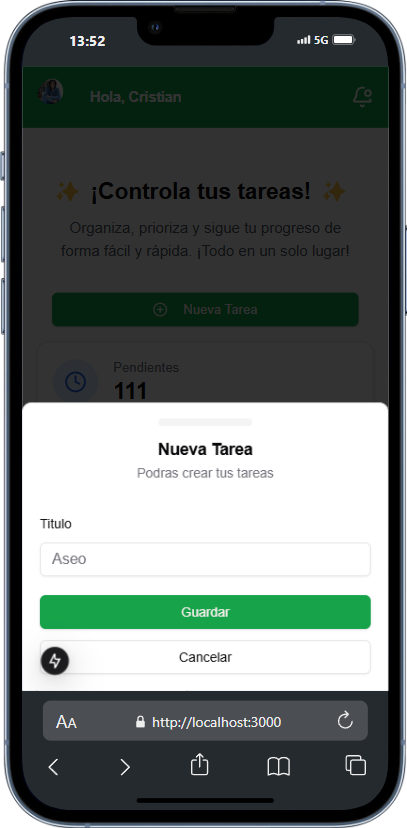 13:52
5G
Hola, Cristian
✨ ¡Controla tus tareas! ✨
Organiza, prioriza y sigue tu progreso de
forma fácil y rápida. ¡Todo en un solo lugar!
Nueva Tarea
Pendientes
111
Nueva Tarea
Podras crear tus tareas
Titulo
Aseo
Guardar
Cancelar
AA
http://localhost:3000